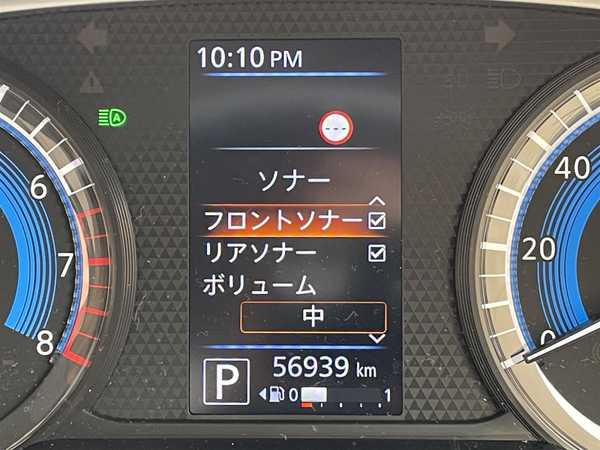 10:10 PM
ソナー
フロントソナー
リアソナー
ボリューム
中
P
56939 km
0 1
6
7
8
40
20
0
A